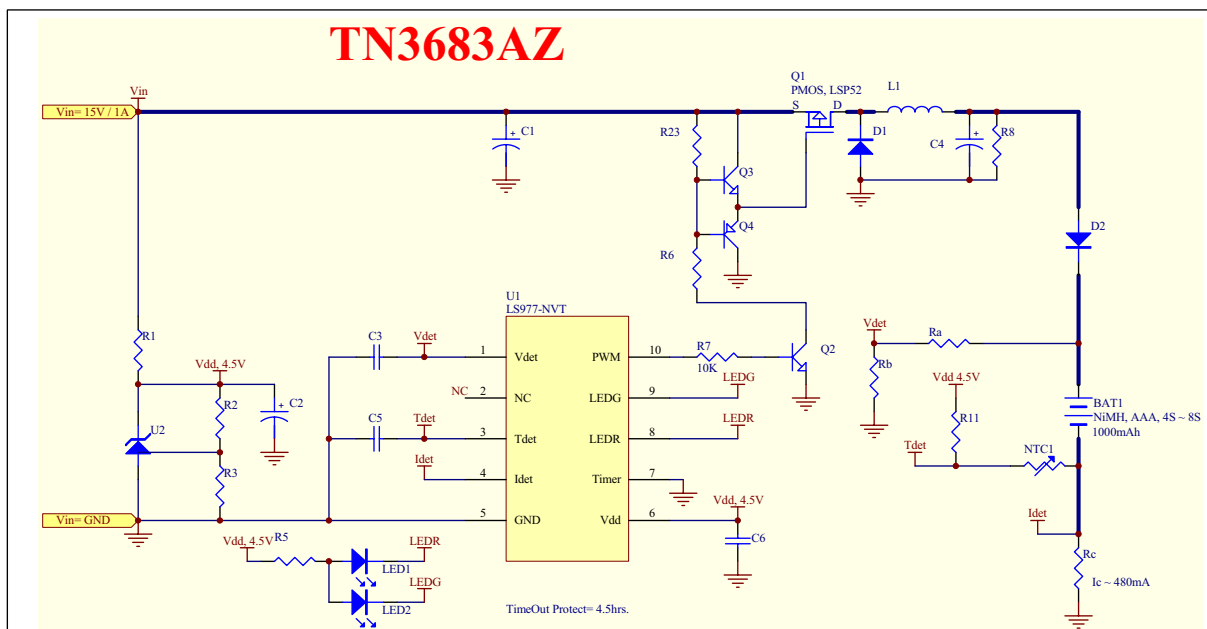 TN3683AZ
Vin
Vin= 15V / 1A
Q1
PMOS, LSP52
S
D
L1
C1
R23
D1
C4
R8
Q3
Q4
D2
R6
R1
U1
LS977-NVT
C3
Vdet
1
Vdet
PWM
10
R7
10K
Q2
Vdet
Ra
Rb
Vdd, 4.5V
NC
2
NC
LEDG
9
LEDG
Vdd 4.5V
BAT1
NiMH, AAA, 4S ~ 8S
1000mAh
R2
C2
U2
C5
Tdet
3
Tdet
LEDR
8
LEDR
R11
Tdet
NTC1
R3
Idet
4
Idet
Timer
7
Vin= GND
5
GND
Vdd
6
Vdd, 4.5V
C6
Idet
Rc
Ic ~ 480mA
Vdd, 4.5V
R5
LEDR
LED1
LEDG
LED2
TimeOut Protect= 4.5hrs.